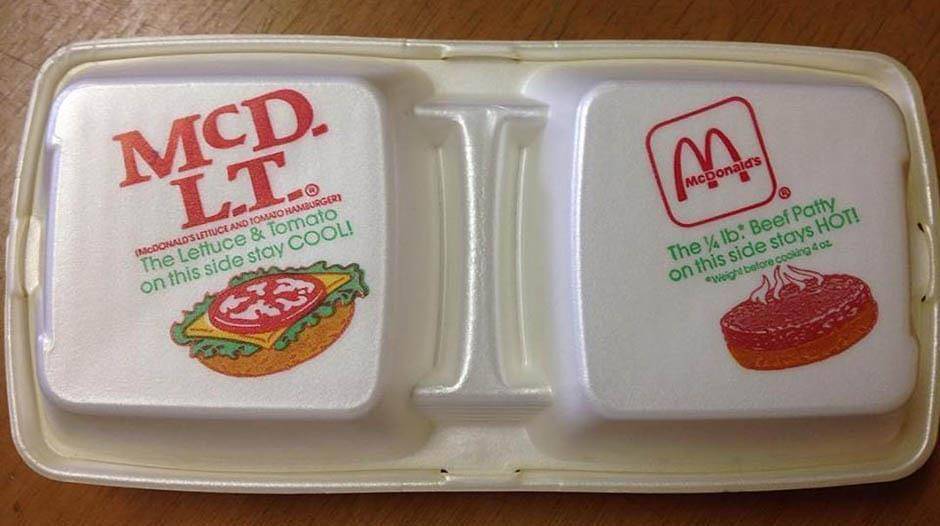 McD.
L.T.®
(McDONALD'S LETTUCE AND TOMATO HAMBURGER)
The Lettuce & Tomato
on this side stay COOL!
McDonald's
®
The ¼ lb* Beef Patty
on this side stays HOT!
*Weight before cooking 4 oz.